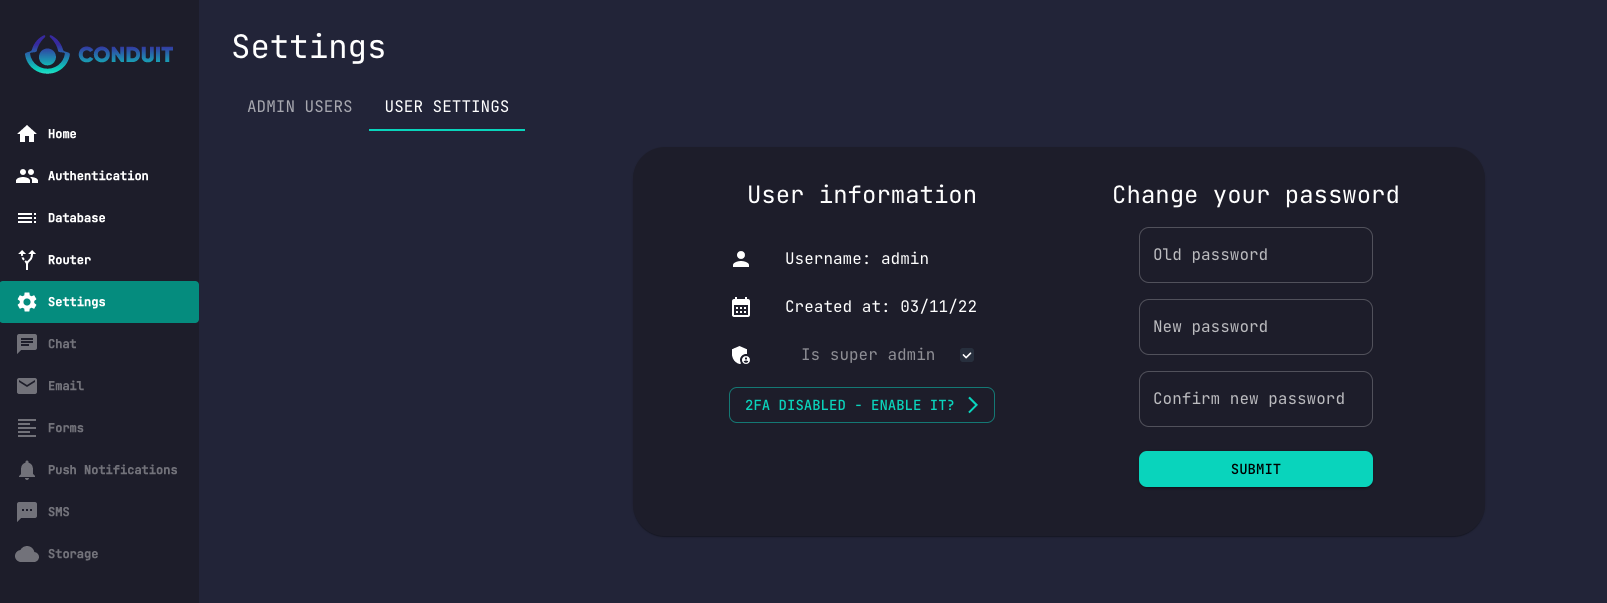 CONDUIT
Home
Authentication
Database
Router
Settings
Chat
Email
Forms
Push Notifications
SMS
Storage
Settings
ADMIN USERS
USER SETTINGS
User information
Username: admin
Created at: 03/11/22
Is super admin
2FA DISABLED - ENABLE IT?
Change your password
Old password
New password
Confirm new password
SUBMIT